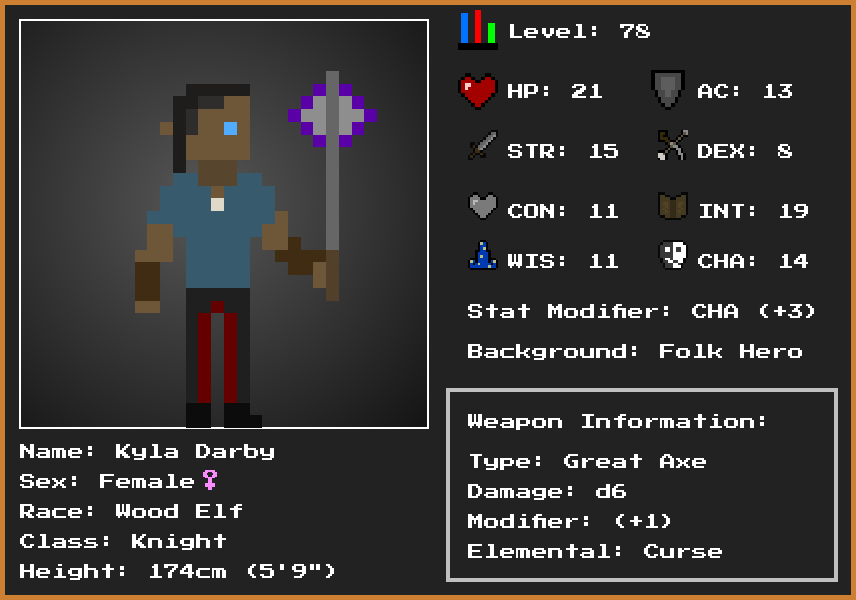 Level: 78
HP: 21
AC: 13
STR: 15
DEX: 8
CON: 11
INT: 19
WIS: 11
CHA: 14
Stat Modifier: CHA (+3)
Background: Folk Hero
Name: Kyla Darby
Sex: Female♀
Race: Wood Elf
Class: Knight
Height: 174cm (5'9")
Weapon Information:
Type: Great Axe
Damage: d6
Modifier: (+1)
Elemental: Curse